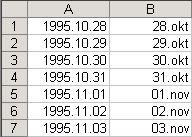 A B
1 1995.10.28 28.okt
2 1995.10.29 29.okt
3 1995.10.30 30.okt
4 1995.10.31 31.okt
5 1995.11.01 01.nov
6 1995.11.02 02.nov
7 1995.11.03 03.nov